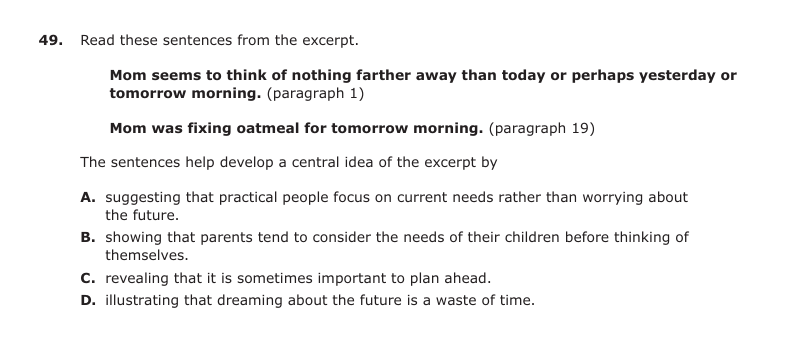 49. Read these sentences from the excerpt.
Mom seems to think of nothing farther away than today or perhaps yesterday or
tomorrow morning. (paragraph 1)
Mom was fixing oatmeal for tomorrow morning. (paragraph 19)
The sentences help develop a central idea of the excerpt by
A. suggesting that practical people focus on current needs rather than worrying about
the future.
B. showing that parents tend to consider the needs of their children before thinking of
themselves.
C. revealing that it is sometimes important to plan ahead.
D. illustrating that dreaming about the future is a waste of time.